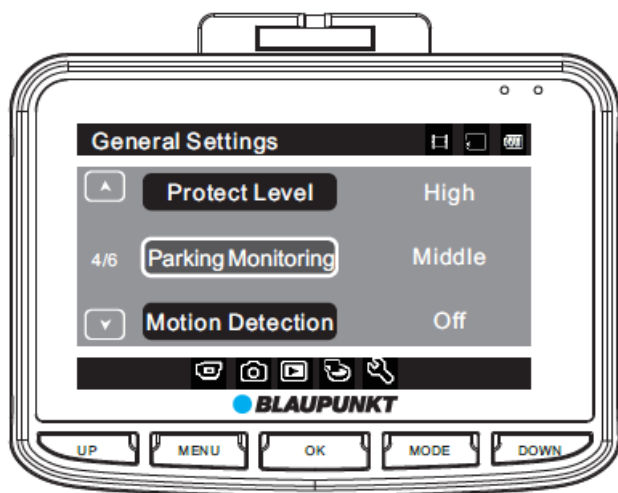 General Settings
Protect Level High
4/6 Parking Monitoring Middle
Motion Detection Off
BLAUPUNKT
UP MENU OK MODE DOWN